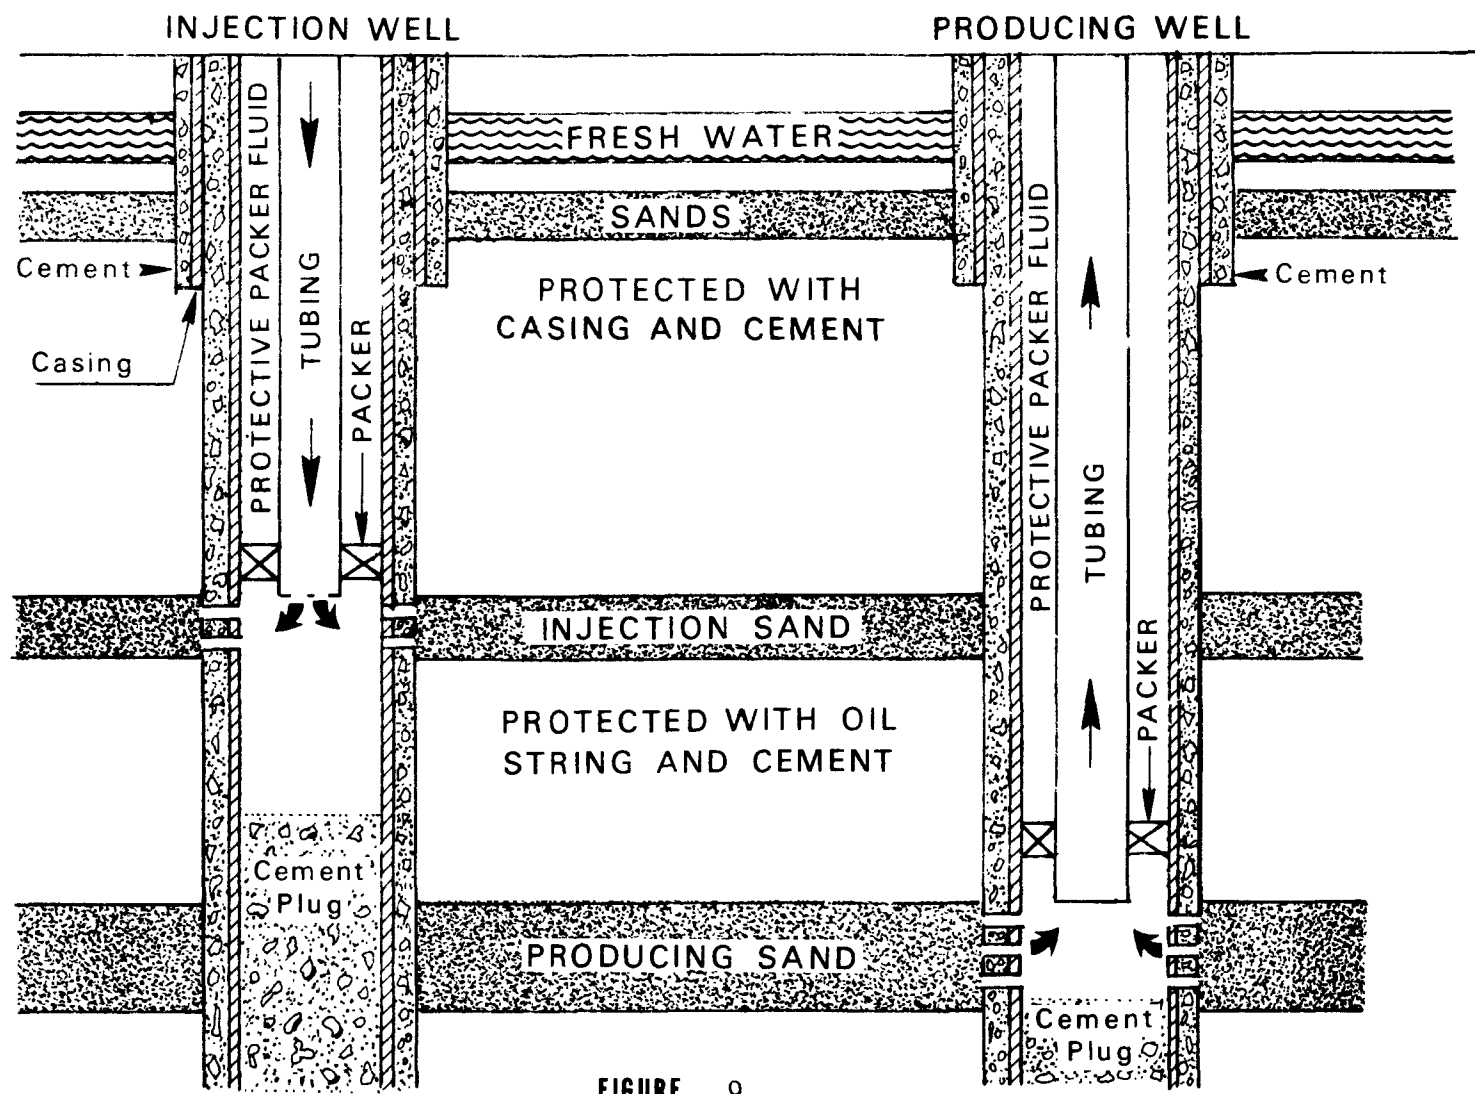 INJECTION WELL
PRODUCING WELL
FRESH WATER
SANDS
Cement
Cement
PROTECTED WITH
CASING AND CEMENT
Casing
PROTECTIVE PACKER FLUID
TUBING
PACKER
PROTECTIVE PACKER FLUID
TUBING
PACKER
INJECTION SAND
PROTECTED WITH OIL
STRING AND CEMENT
Cement
Plug
PRODUCING SAND
Cement
Plug
FIGURE 9